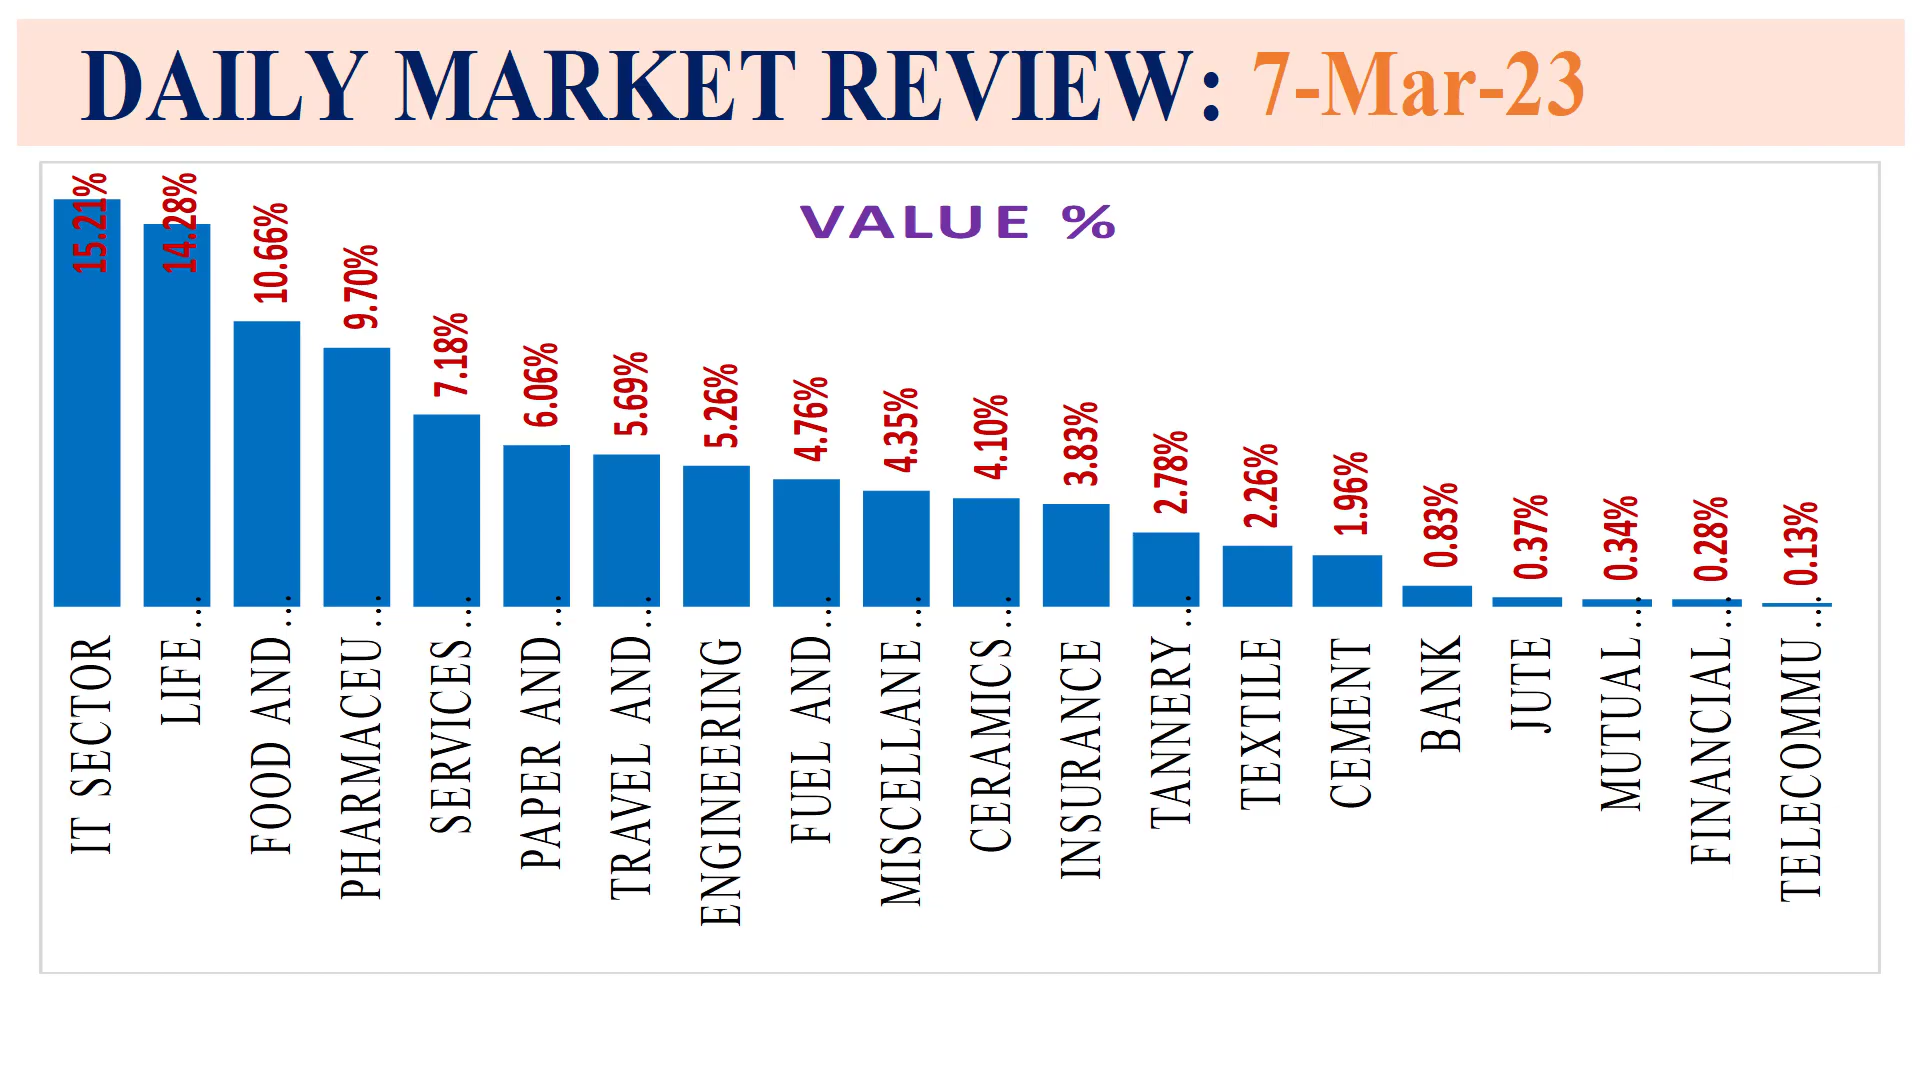 DAILY MARKET REVIEW: 7-Mar-23
VALUE %
15.21%
14.28%
10.66%
9.70%
7.18%
6.06%
5.69%
5.26%
4.76%
4.35%
4.10%
3.83%
2.78%
2.26%
1.96%
0.83%
0.37%
0.34%
0.28%
0.13%
IT SECTOR
LIFE...
FOOD AND...
PHARMACEU...
SERVICES...
PAPER AND...
TRAVEL AND...
ENGINEERING
FUEL AND...
MISCELLANE...
CERAMICS...
INSURANCE
TANNERY...
TEXTILE
CEMENT
BANK
JUTE
MUTUAL...
FINANCIAL...
TELECOMMU...